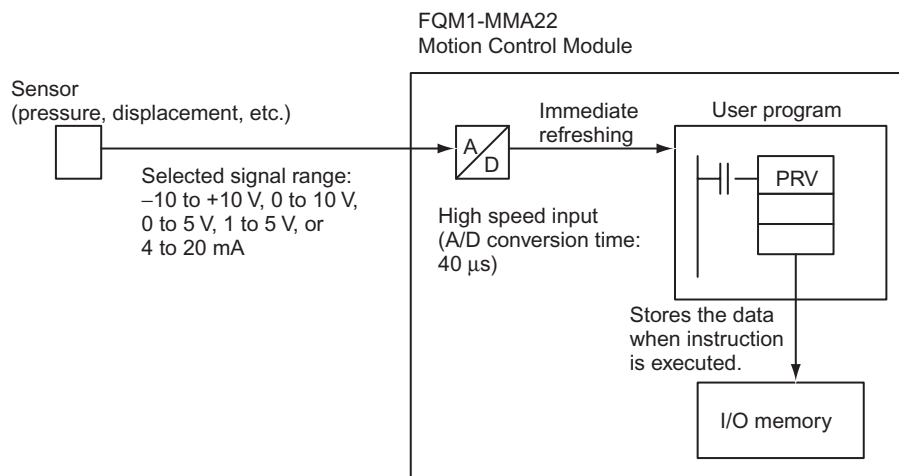 FQM1-MMA22
Motion Control Module
Sensor
(pressure, displacement, etc.)
Selected signal range:
−10 to +10 V, 0 to 10 V,
0 to 5 V, 1 to 5 V, or
4 to 20 mA
A
D
High speed input
(A/D conversion time:
40 μs)
Immediate
refreshing
User program
PRV
Stores the data
when instruction
is executed.
I/O memory